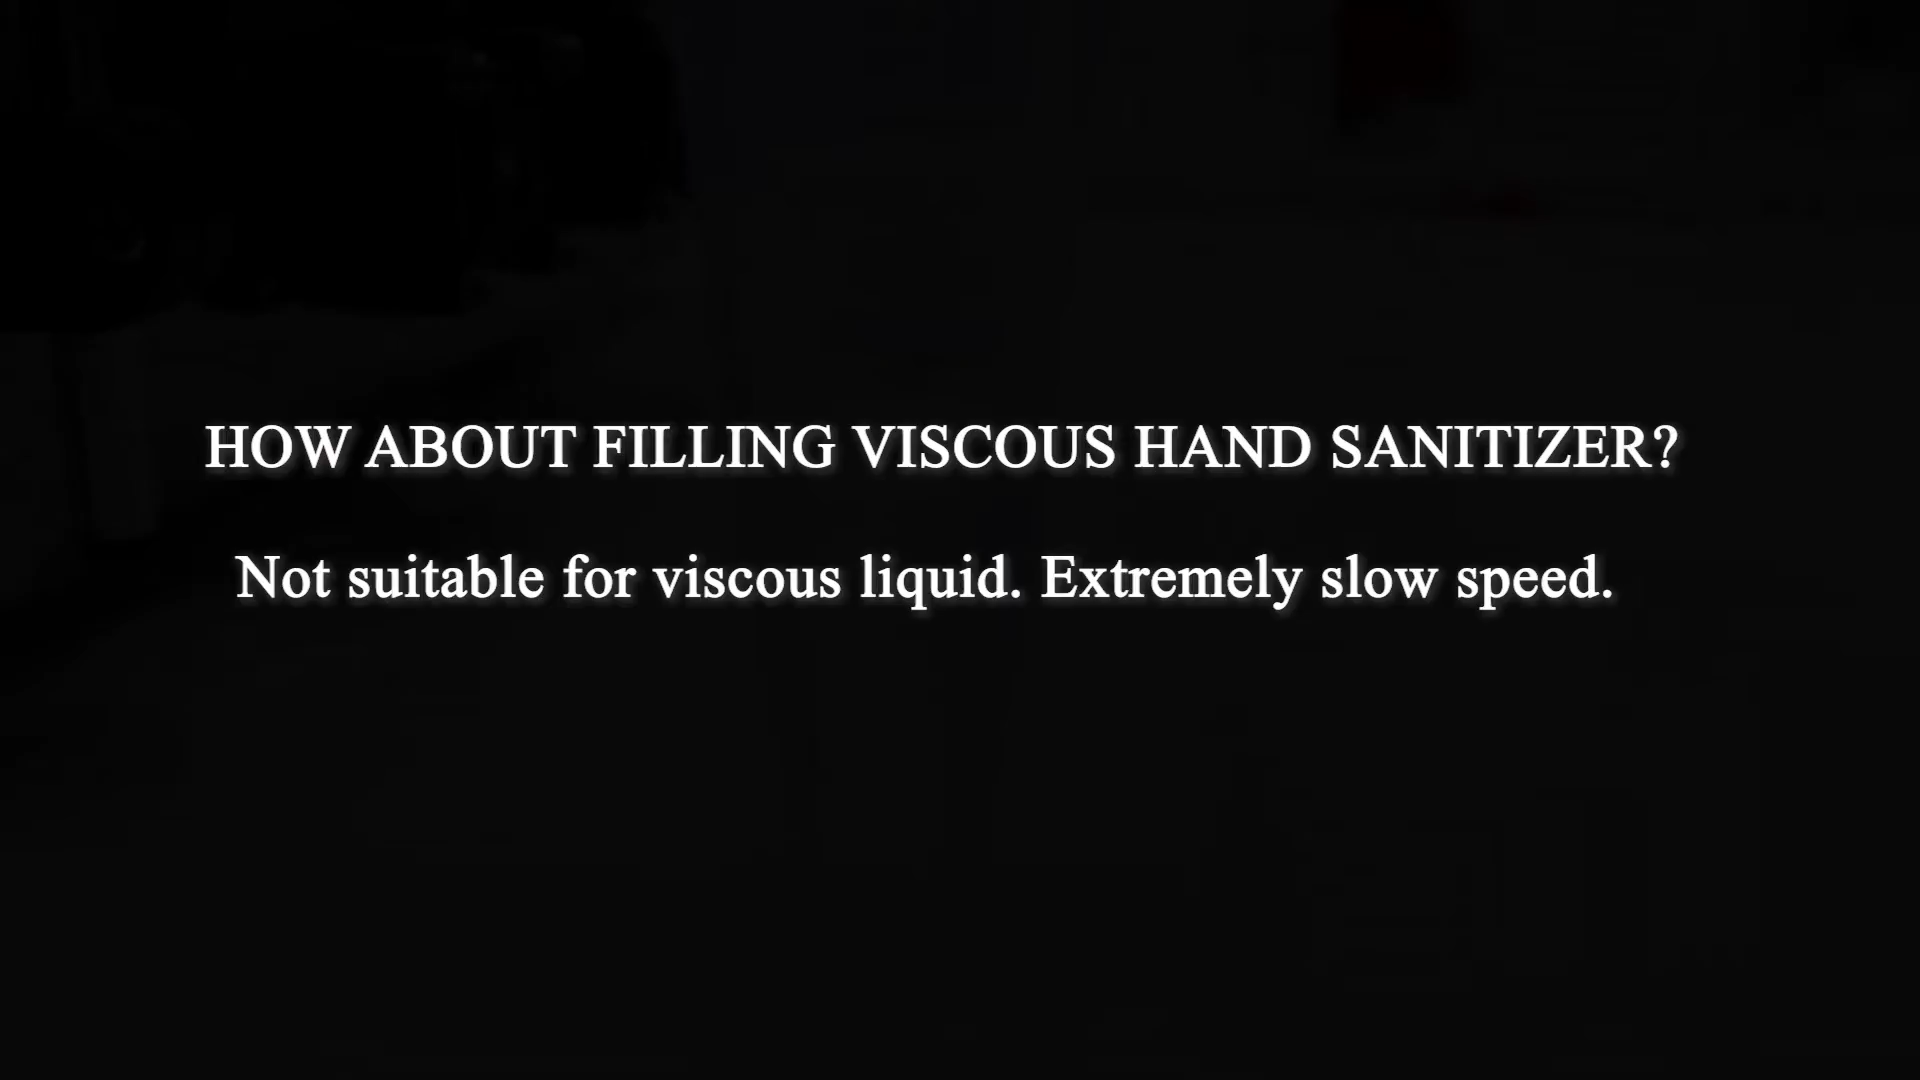 HOW ABOUT FILLING VISCOUS HAND SANITIZER?
Not suitable for viscous liquid. Extremely slow speed.